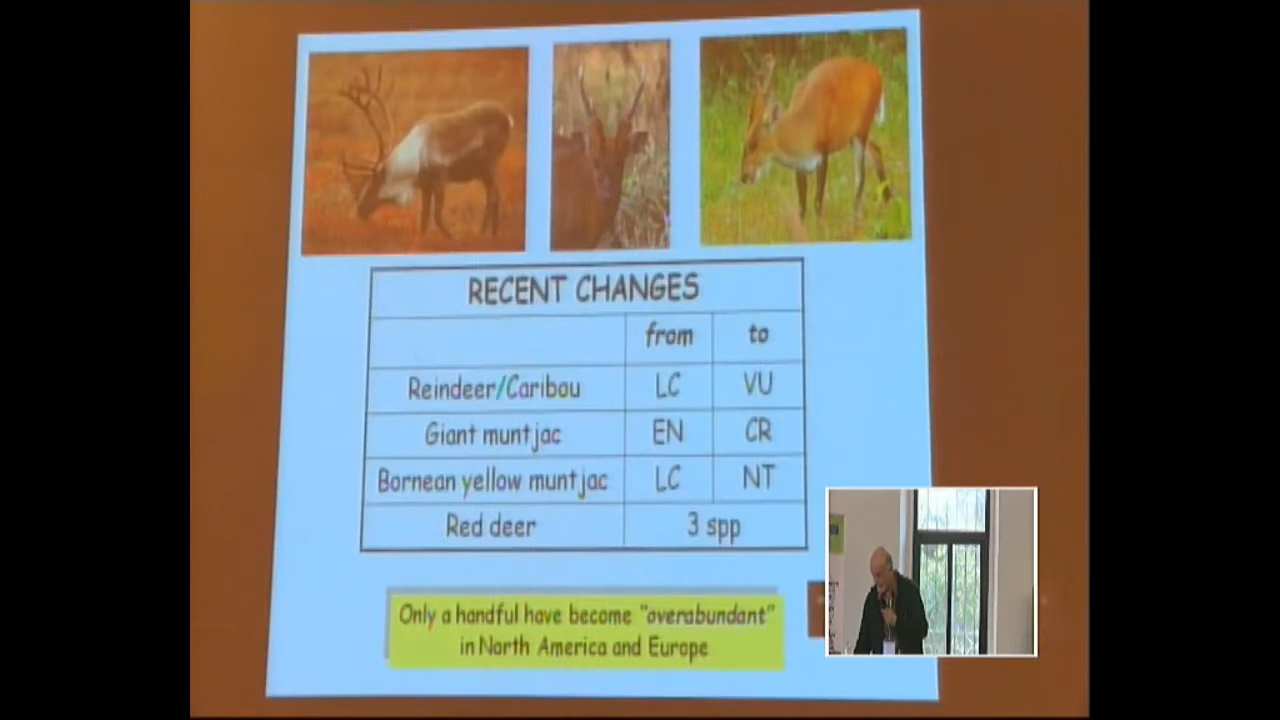 RECENT CHANGES
from to
Reindeer/Caribou LC VU
Giant muntjac EN CR
Bornean yellow muntjac LC NT
Red deer 3 spp
Only a handful have become "overabundant"
in North America and Europe